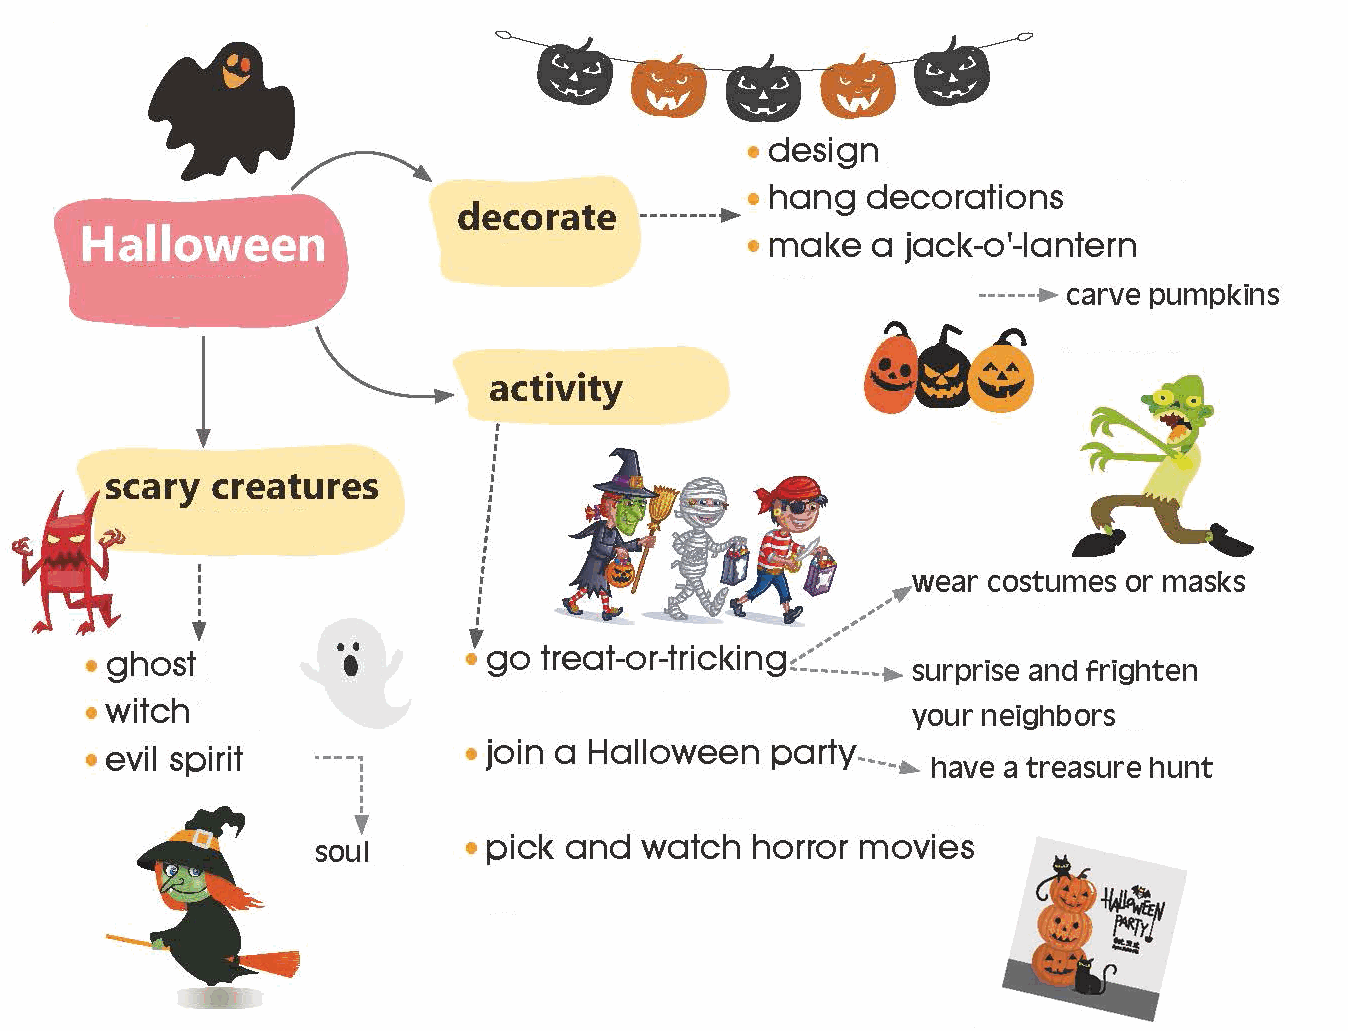 Halloween
decorate
• design
• hang decorations
• make a jack-o'-lantern
carve pumpkins
activity
scary creatures
• ghost
• witch
• evil spirit
soul
• go treat-or-tricking
wear costumes or masks
surprise and frighten
your neighbors
• join a Halloween party
have a treasure hunt
• pick and watch horror movies
HALLOWEEN
PARTY!